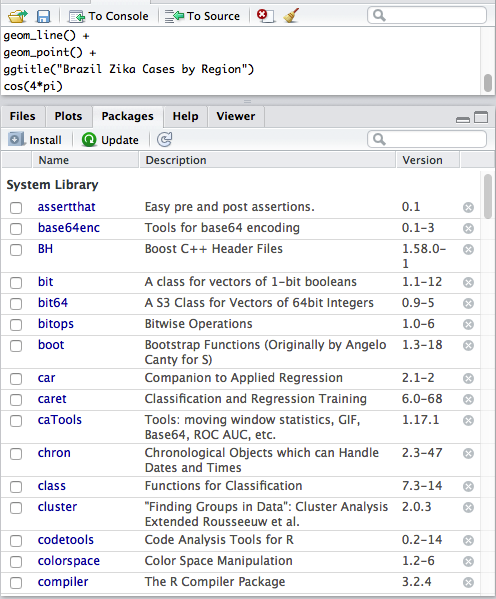 To Console To Source
geom_line() +
geom_point() +
ggtitle("Brazil Zika Cases by Region")
cos(4*pi)
Files Plots Packages Help Viewer
Install Update
Name Description Version
System Library
assertthat Easy pre and post assertions. 0.1
base64enc Tools for base64 encoding 0.1-3
BH Boost C++ Header Files 1.58.0-
1
bit A class for vectors of 1-bit booleans 1.1-12
bit64 A S3 Class for Vectors of 64bit Integers 0.9-5
bitops Bitwise Operations 1.0-6
boot Bootstrap Functions (Originally by Angelo 1.3-18
Canty for S)
car Companion to Applied Regression 2.1-2
caret Classification and Regression Training 6.0-68
caTools Tools: moving window statistics, GIF, 1.17.1
Base64, ROC AUC, etc.
chron Chronological Objects which can Handle 2.3-47
Dates and Times
class Functions for Classification 7.3-14
cluster "Finding Groups in Data": Cluster Analysis 2.0.3
Extended Rousseeuw et al.
codetools Code Analysis Tools for R 0.2-14
colorspace Color Space Manipulation 1.2-6
compiler The R Compiler Package 3.2.4